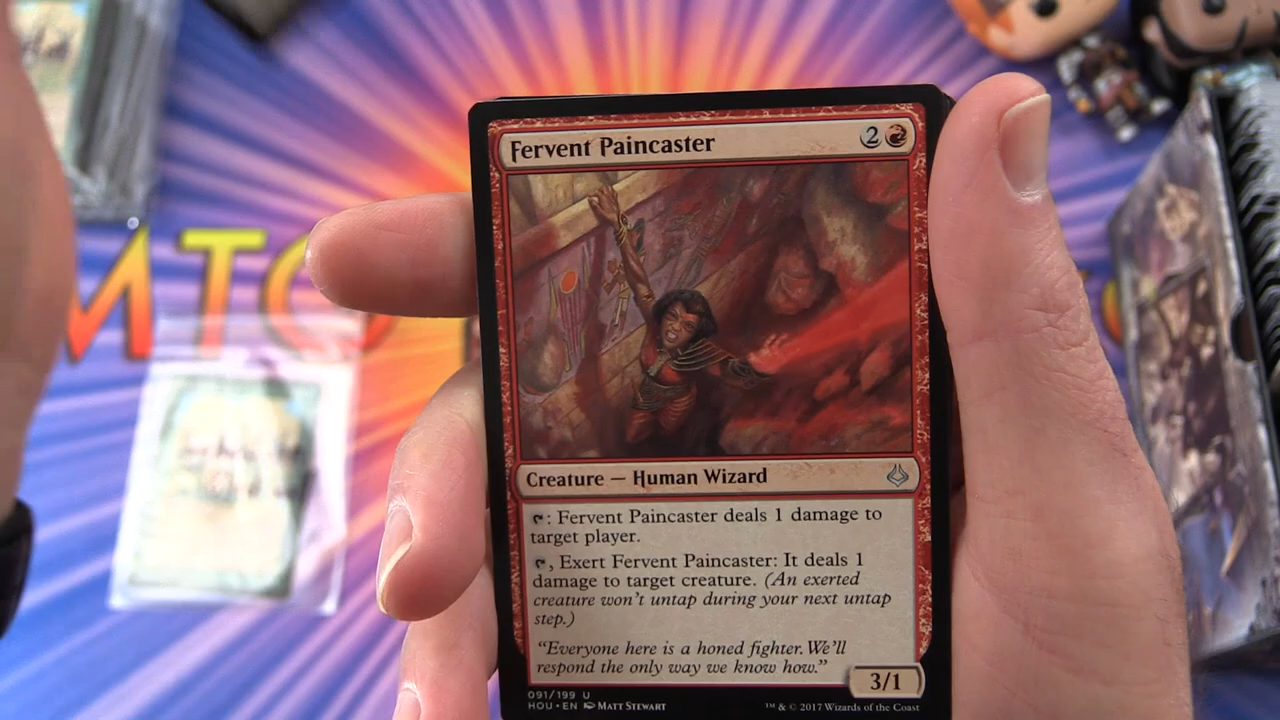 Fervent Paincaster
2
MTG
Creature — Human Wizard
: Fervent Paincaster deals 1 damage to
target player.
, Exert Fervent Paincaster: It deals 1
damage to target creature. (An exerted
creature won't untap during your next untap
step.)
"Everyone here is a honed fighter. We'll
respond the only way we know how."
3/1
091/199 U
HOU • EN Matt Stewart
™ & © 2017 Wizards of the Coast